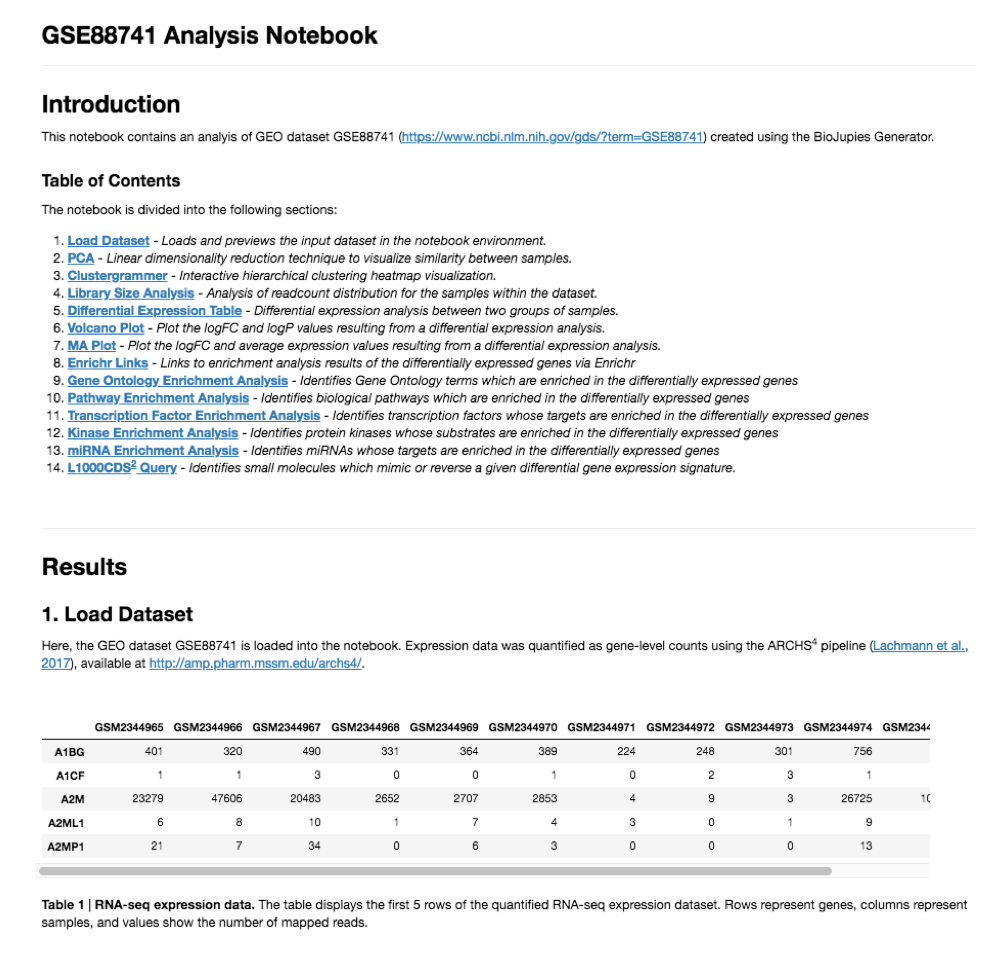 GSE88741 Analysis Notebook
Introduction
This notebook contains an analyis of GEO dataset GSE88741 (https://www.ncbi.nlm.nih.gov/gds/?term=GSE88741) created using the BioJupies Generator.
Table of Contents
The notebook is divided into the following sections:
1. Load Dataset - Loads and previews the input dataset in the notebook environment.
2. PCA - Linear dimensionality reduction technique to visualize similarity between samples.
3. Clustergrammer - Interactive hierarchical clustering heatmap visualization.
4. Library Size Analysis - Analysis of readcount distribution for the samples within the dataset.
5. Differential Expression Table - Differential expression analysis between two groups of samples.
6. Volcano Plot - Plot the logFC and logP values resulting from a differential expression analysis.
7. MA Plot - Plot the logFC and average expression values resulting from a differential expression analysis.
8. Enrichr Links - Links to enrichment analysis results of the differentially expressed genes via Enrichr
9. Gene Ontology Enrichment Analysis - Identifies Gene Ontology terms which are enriched in the differentially expressed genes
10. Pathway Enrichment Analysis - Identifies biological pathways which are enriched in the differentially expressed genes
11. Transcription Factor Enrichment Analysis - Identifies transcription factors whose targets are enriched in the differentially expressed genes
12. Kinase Enrichment Analysis - Identifies protein kinases whose substrates are enriched in the differentially expressed genes
13. miRNA Enrichment Analysis - Identifies miRNAs whose targets are enriched in the differentially expressed genes
14. L1000CDS² Query - Identifies small molecules which mimic or reverse a given differential gene expression signature.
Results
1. Load Dataset
Here, the GEO dataset GSE88741 is loaded into the notebook. Expression data was quantified as gene-level counts using the ARCHS⁴ pipeline (Lachmann et al.,
2017), available at http://amp.pharm.mssm.edu/archs4/.
GSM2344965 GSM2344966 GSM2344967 GSM2344968 GSM2344969 GSM2344970 GSM2344971 GSM2344972 GSM2344973 GSM2344974 GSM2344
A1BG 401 320 490 331 364 389 224 248 301 756
A1CF 1 1 3 0 0 1 0 2 3 1
A2M 23279 47606 20483 2652 2707 2853 4 9 3 26725 10
A2ML1 6 8 10 1 7 4 3 0 1 9
A2MP1 21 7 34 0 6 3 0 0 0 13
Table 1 | RNA-seq expression data. The table displays the first 5 rows of the quantified RNA-seq expression dataset. Rows represent genes, columns represent
samples, and values show the number of mapped reads.